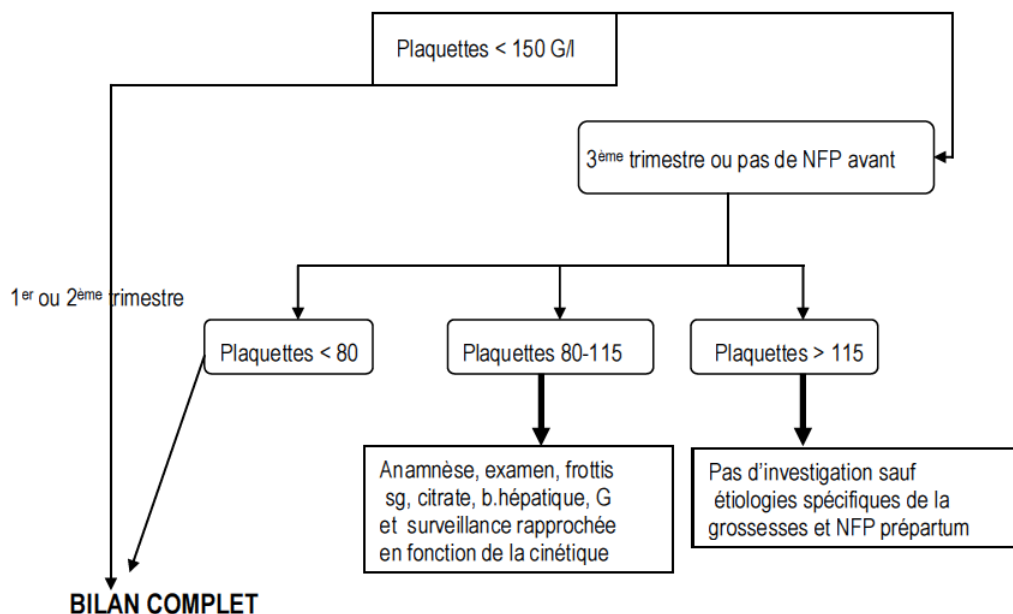 Plaquettes < 150 G/l
3ème trimestre ou pas de NFP avant
1er ou 2ème trimestre
Plaquettes < 80
Plaquettes 80-115
Plaquettes > 115
Anamnèse, examen, frottis
sg, citrate, b.hépatique, G
et surveillance rapprochée
en fonction de la cinétique
Pas d'investigation sauf
étiologies spécifiques de la
grossesses et NFP prépartum
BILAN COMPLET